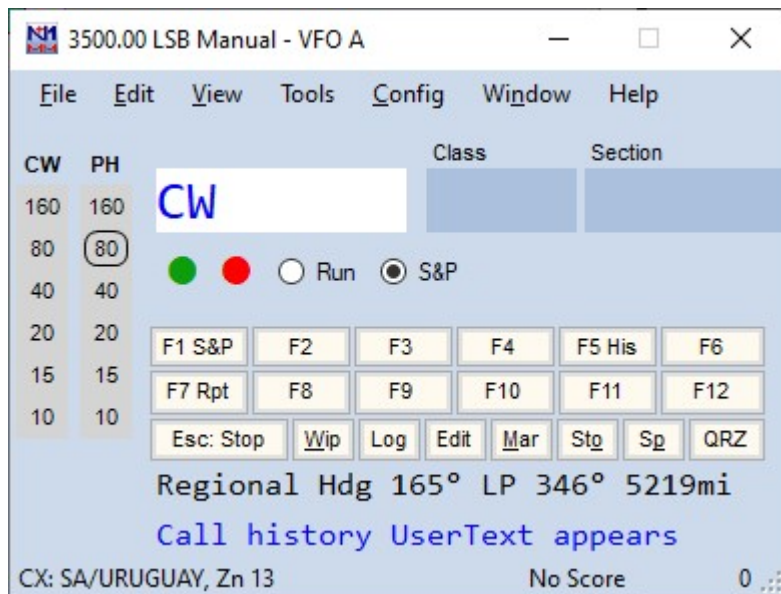 3500.00 LSB Manual - VFO A
File Edit View Tools Config Window Help
CW PH Class Section
CW
160 160
80 80
Run S&P
40 40
20 20
F1 S&P F2 F3 F4 F5 His F6
15 15
F7 Rpt F8 F9 F10 F11 F12
10 10
Esc: Stop Wip Log Edit Mar Sto Sp QRZ
Regional Hdg 165° LP 346° 5219mi
Call history UserText appears
CX: SA/URUGUAY, Zn 13 No Score 0